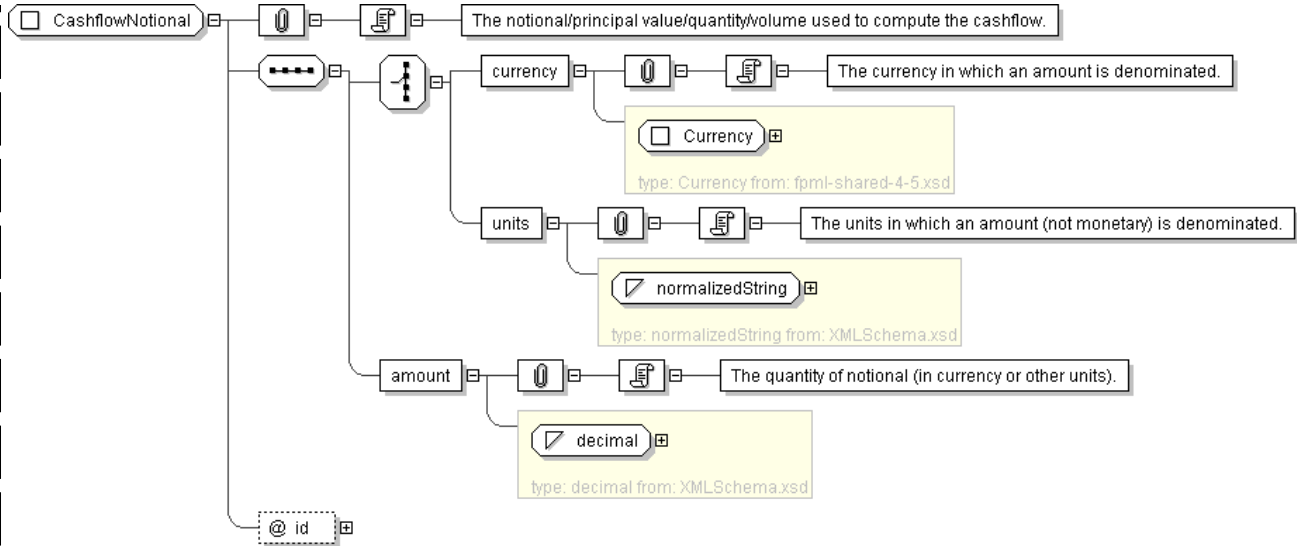 CashflowNotional
The notional/principal value/quantity/volume used to compute the cashflow.
currency
The currency in which an amount is denominated.
Currency
type: Currency from: fpml-shared-4-5.xsd
units
The units in which an amount (not monetary) is denominated.
normalizedString
type: normalizedString from: XMLSchema.xsd
amount
The quantity of notional (in currency or other units).
decimal
type: decimal from: XMLSchema.xsd
@ id